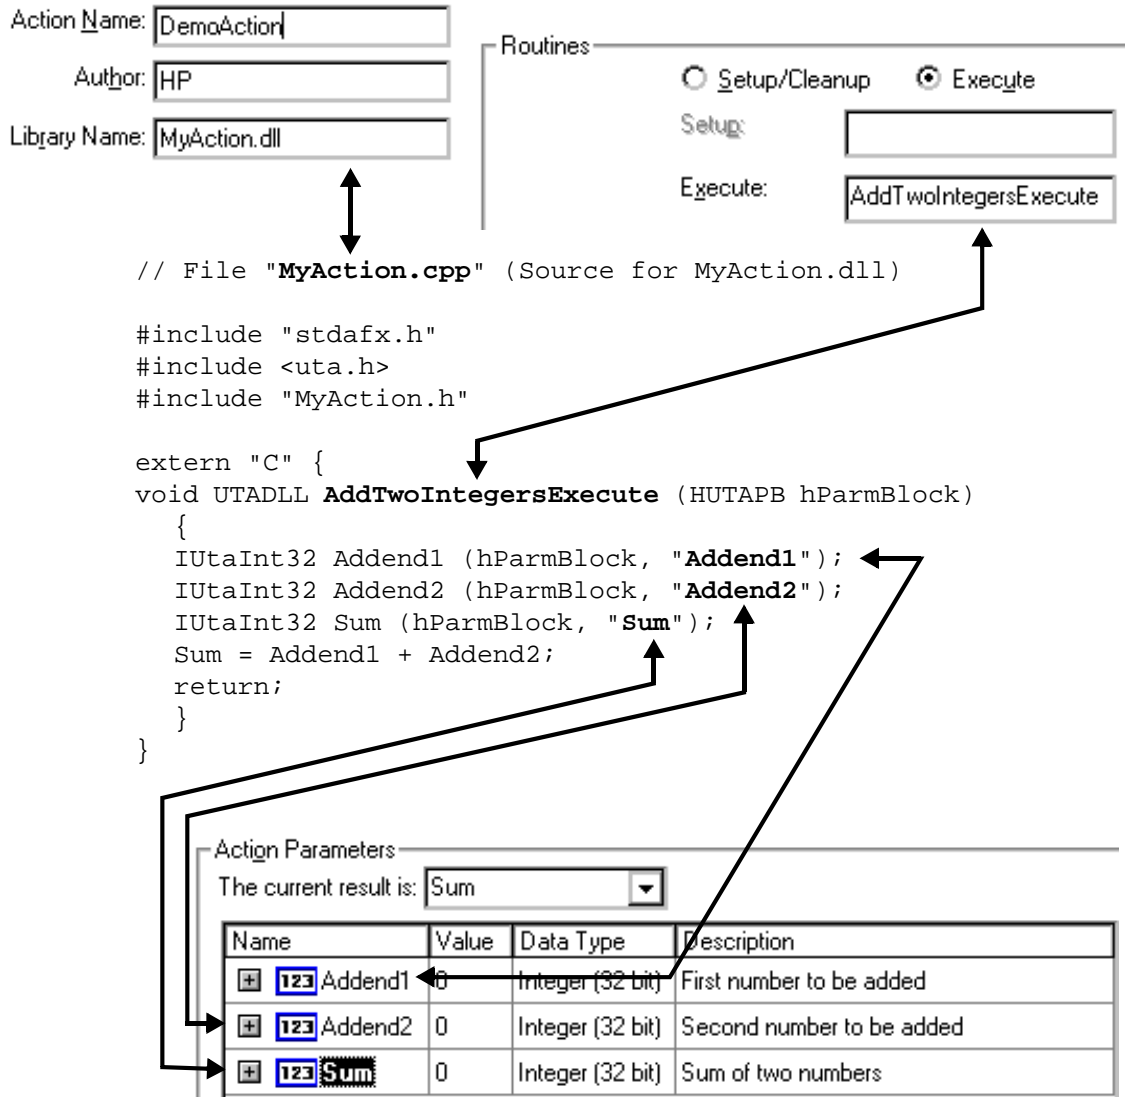 Action Name: DemoAction
Author: HP
Library Name: MyAction.dll
Routines
Setup/Cleanup Execute
Setup:
Execute: AddTwoIntegersExecute
// File "MyAction.cpp" (Source for MyAction.dll)
#include "stdafx.h"
#include <uta.h>
#include "MyAction.h"
extern "C" {
void UTADLL AddTwoIntegersExecute (HUTAPB hParmBlock)
{
IUtaInt32 Addend1 (hParmBlock, "Addend1");
IUtaInt32 Addend2 (hParmBlock, "Addend2");
IUtaInt32 Sum (hParmBlock, "Sum");
Sum = Addend1 + Addend2;
return;
}
}
Action Parameters
The current result is: Sum
Name Value Data Type Description
123 Addend1 0 Integer (32 bit) First number to be added
123 Addend2 0 Integer (32 bit) Second number to be added
123 Sum 0 Integer (32 bit) Sum of two numbers